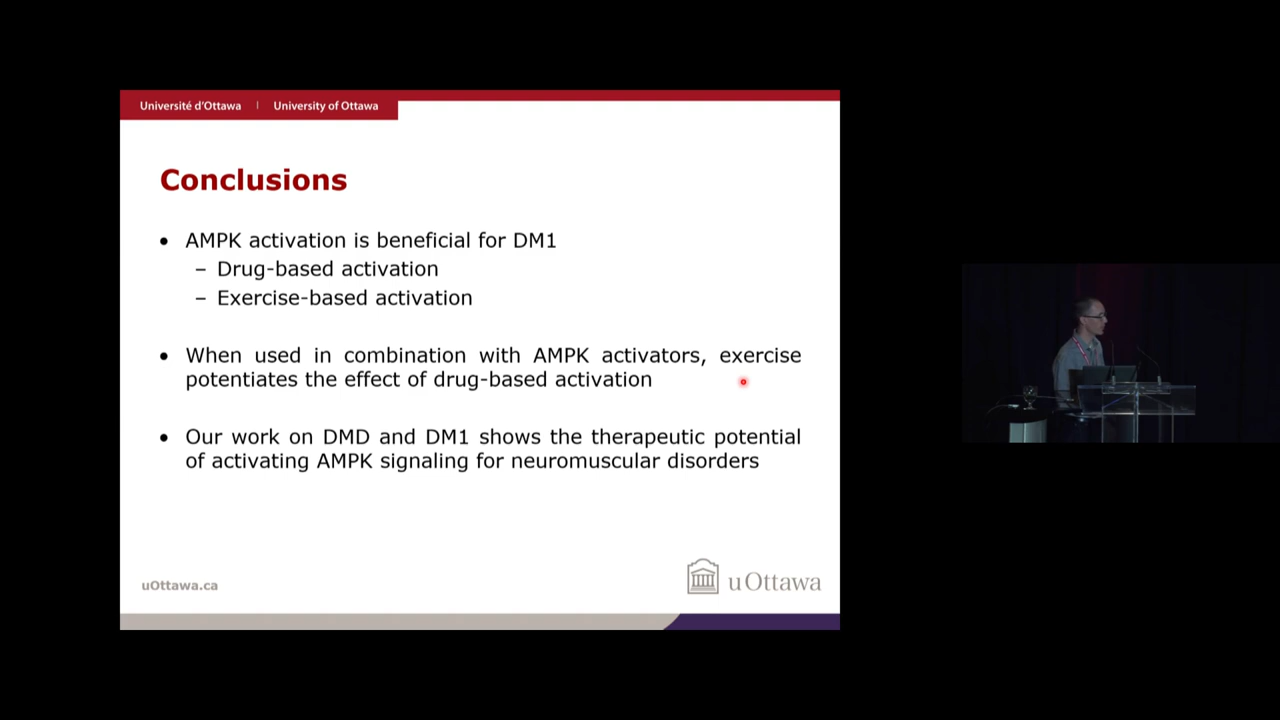 Université d'Ottawa | University of Ottawa
Conclusions
• AMPK activation is beneficial for DM1
– Drug-based activation
– Exercise-based activation
• When used in combination with AMPK activators, exercise
potentiates the effect of drug-based activation
• Our work on DMD and DM1 shows the therapeutic potential
of activating AMPK signaling for neuromuscular disorders
uOttawa.ca
uOttawa